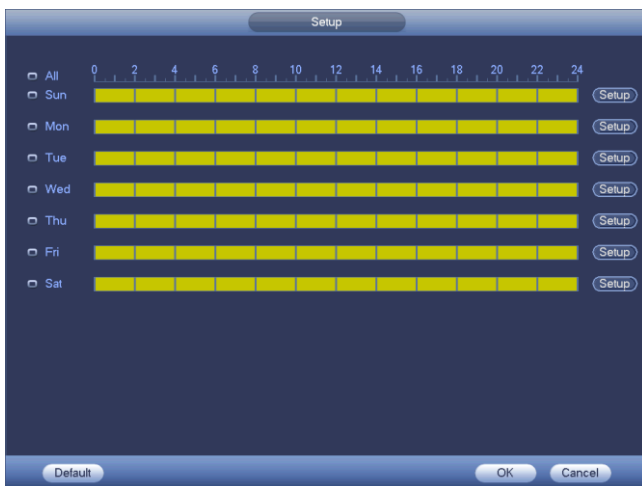 Setup
All 0 2 4 6 8 10 12 14 16 18 20 22 24
Sun Setup
Mon Setup
Tue Setup
Wed Setup
Thu Setup
Fri Setup
Sat Setup
Default OK Cancel